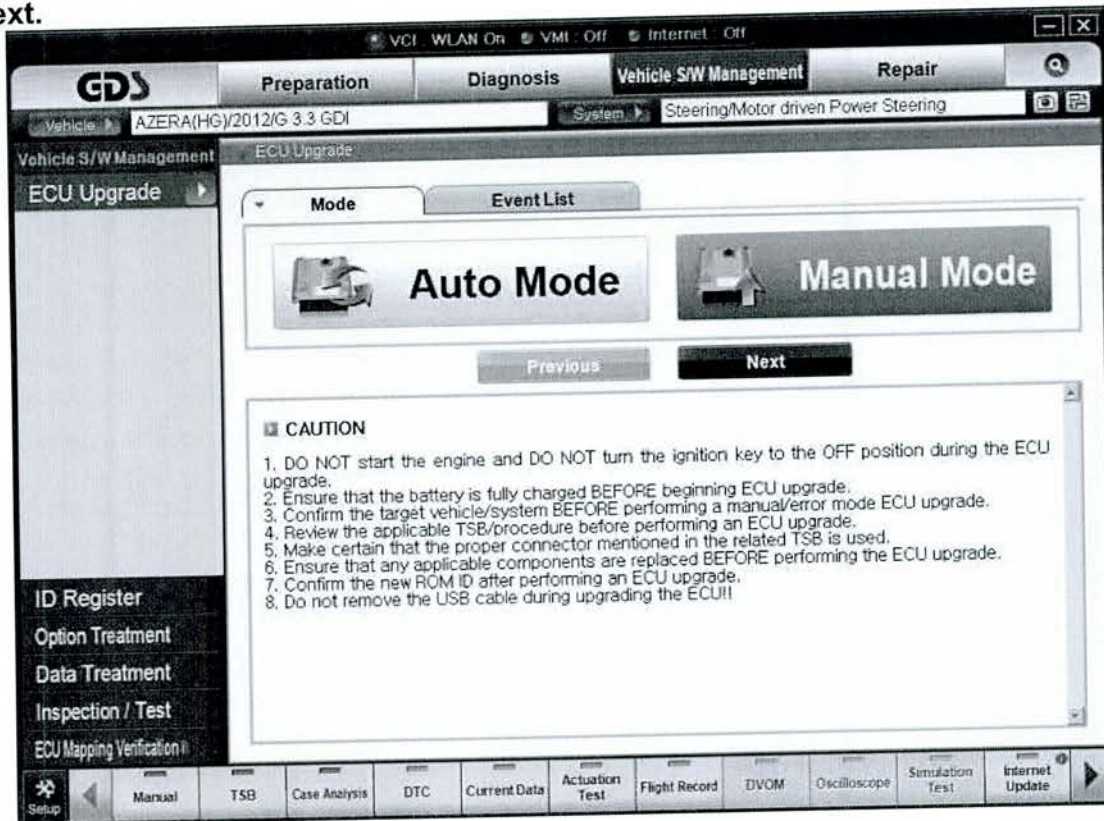 ext.
VCI : WLAN On VMI : Off Internet : Off
GDS Preparation Diagnosis Vehicle S/W Management Repair
Vehicle AZERA(HG)/2012/G 3.3 GDI System Steering/Motor driven Power Steering
Vehicle S/W Management ECU Upgrade
ECU Upgrade
Mode Event List
Auto Mode Manual Mode
Previous Next
CAUTION
1. DO NOT start the engine and DO NOT turn the ignition key to the OFF position during the ECU
upgrade.
2. Ensure that the battery is fully charged BEFORE beginning ECU upgrade.
3. Confirm the target vehicle/system BEFORE performing a manual/error mode ECU upgrade.
4. Review the applicable TSB/procedure before performing an ECU upgrade.
5. Make certain that the proper connector mentioned in the related TSB is used.
6. Ensure that any applicable components are replaced BEFORE performing the ECU upgrade.
7. Confirm the new ROM ID after performing an ECU upgrade.
8. Do not remove the USB cable during upgrading the ECU!!
ID Register
Option Treatment
Data Treatment
Inspection / Test
ECU Mapping Verification
Setup Manual TSB Case Analysis DTC Current Data Actuation Test Flight Record DVOM Oscilloscope Simulation Test Internet Update